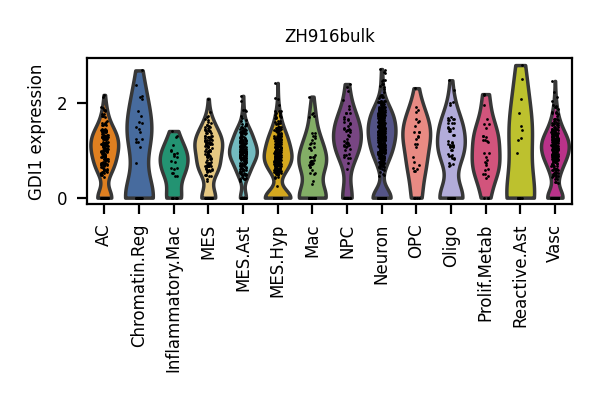 ZH916bulk
GDI1 expression
2
0
AC
Chromatin.Reg
Inflammatory.Mac
MES
MES.Ast
MES.Hyp
Mac
NPC
Neuron
OPC
Oligo
Prolif.Metab
Reactive.Ast
Vasc